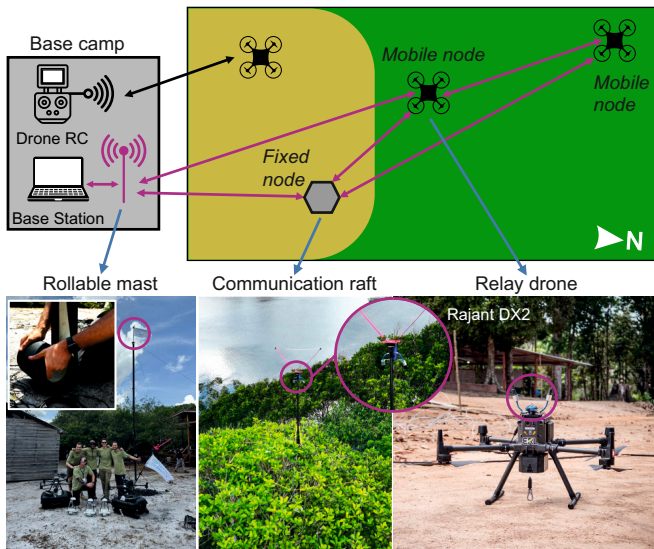 Base camp
Drone RC
Base Station
Mobile node
Mobile
node
Fixed
node
N
Rollable mast
Communication raft
Relay drone
Rajant DX2